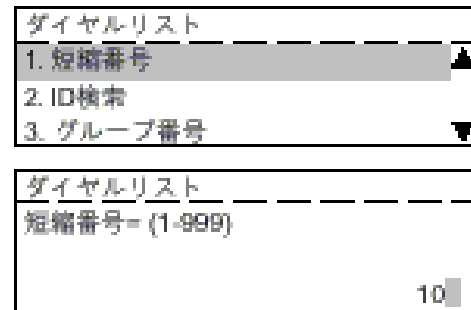 ダイヤルリスト
1. 短縮番号
2. ID検索
3. グループ番号
ダイヤルリスト
短縮番号= (1-999)
10